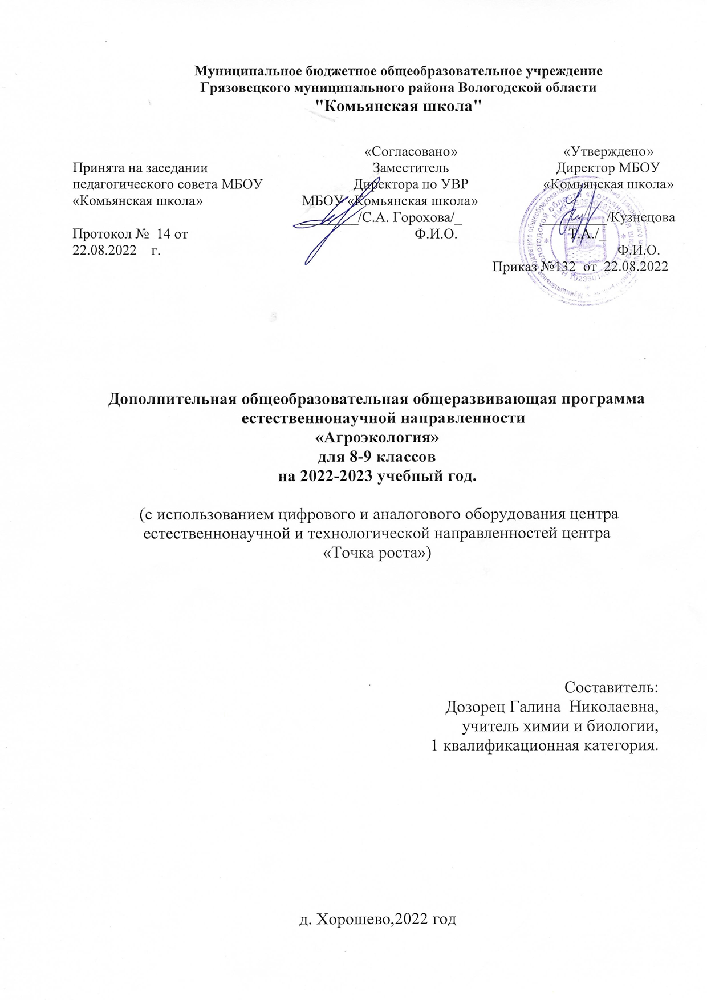 Муниципальное бюджетное общеобразовательное учреждение
Грязовецкого муниципального района Вологодской области
"Комьянская школа"
Принята на заседании
педагогического совета МБОУ
«Комьянская школа»
Протокол № 14 от
22.08.2022 г.
«Согласовано»
Заместитель
Директора по УВР
МБОУ «Комьянская школа»
________/С.А. Горохова/_
Ф.И.О.
«Утверждено»
Директор МБОУ
«Комьянская школа»
_________/Кузнецова
Т.А./_
Ф.И.О.
Приказ №132 от 22.08.2022
Дополнительная общеобразовательная общеразвивающая программа
естественнонаучной направленности
«Агроэкология»
для 8-9 классов
на 2022-2023 учебный год.
(с использованием цифрового и аналогового оборудования центра
естественнонаучной и технологической направленностей центра
«Точка роста»)
Составитель:
Дозорец Галина Николаевна,
учитель химии и биологии,
1 квалификационная категория.
д. Хорошево,2022 год